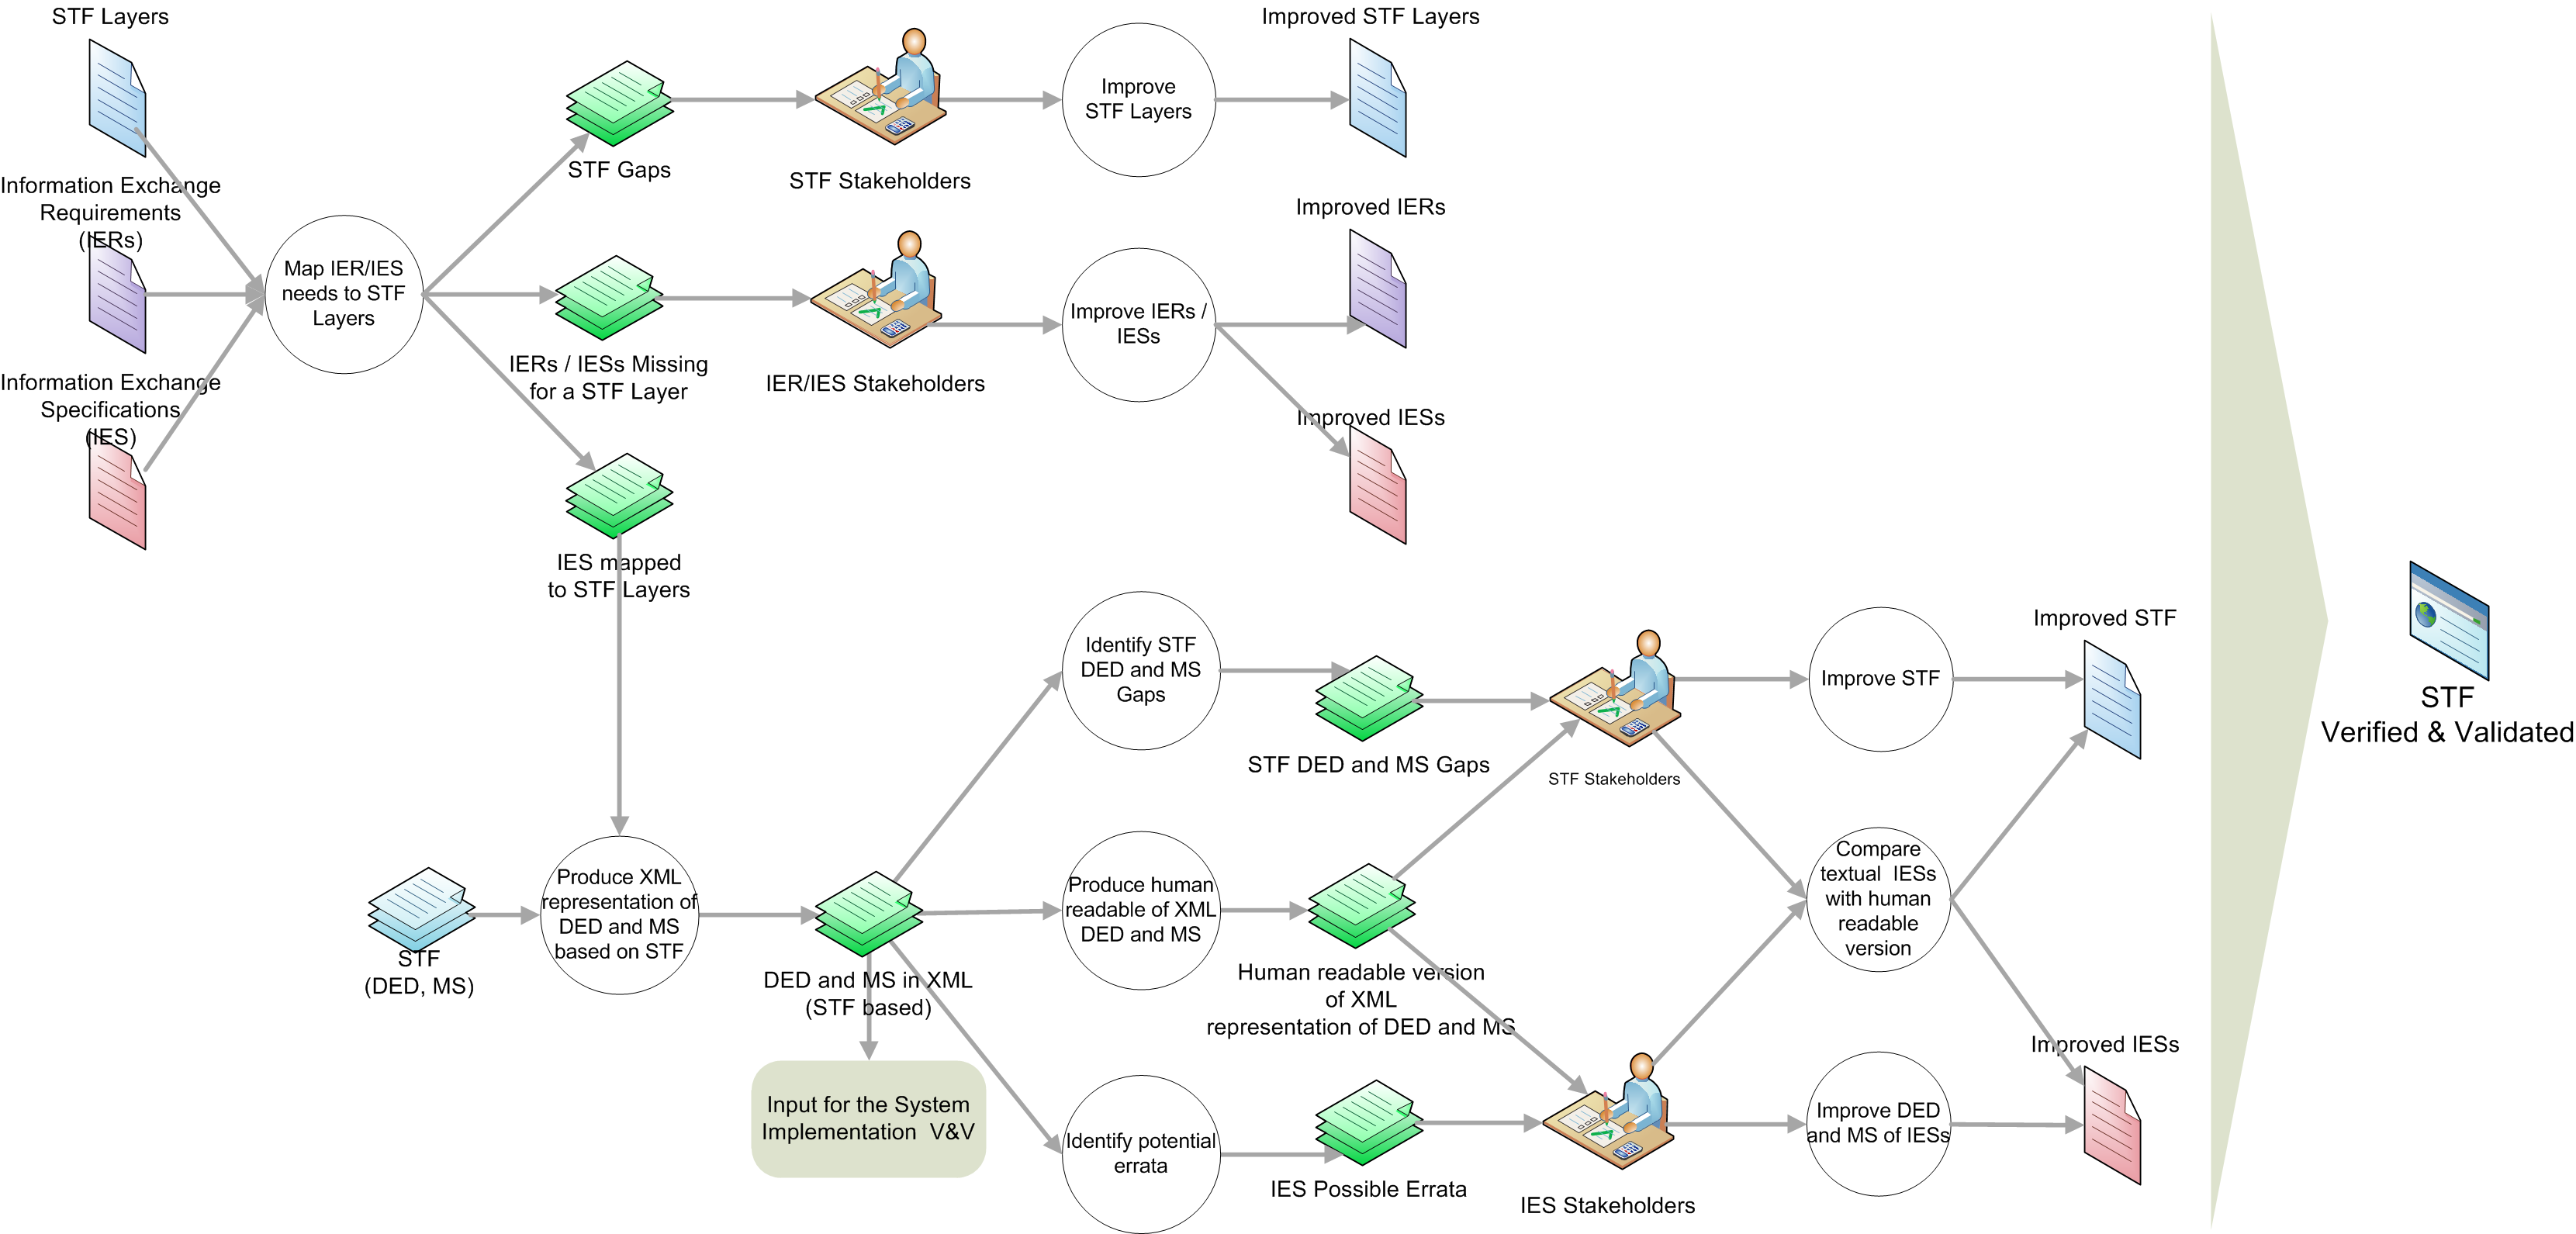 STF Layers
Information Exchange
Requirements
(IERs)
Information Exchange
Specifications
(IES)
Map IER/IES
needs to STF
Layers
STF Gaps
STF Stakeholders
Improve
STF Layers
Improved STF Layers
IERs / IESs Missing
for a STF Layer
IER/IES Stakeholders
Improve IERs /
IESs
Improved IERs
Improved IESs
IES mapped
to STF Layers
STF
(DED, MS)
Produce XML
representation of
DED and MS
based on STF
DED and MS in XML
(STF based)
Input for the System
Implementation V&V
Identify STF
DED and MS
Gaps
STF DED and MS Gaps
STF Stakeholders
Improve STF
Improved STF
Produce human
readable of XML
DED and MS
Human readable version
of XML
representation of DED and MS
Compare
textual IESs
with human
readable
version
Identify potential
errata
IES Possible Errata
IES Stakeholders
Improve DED
and MS of IESs
Improved IESs
STF
Verified & Validated